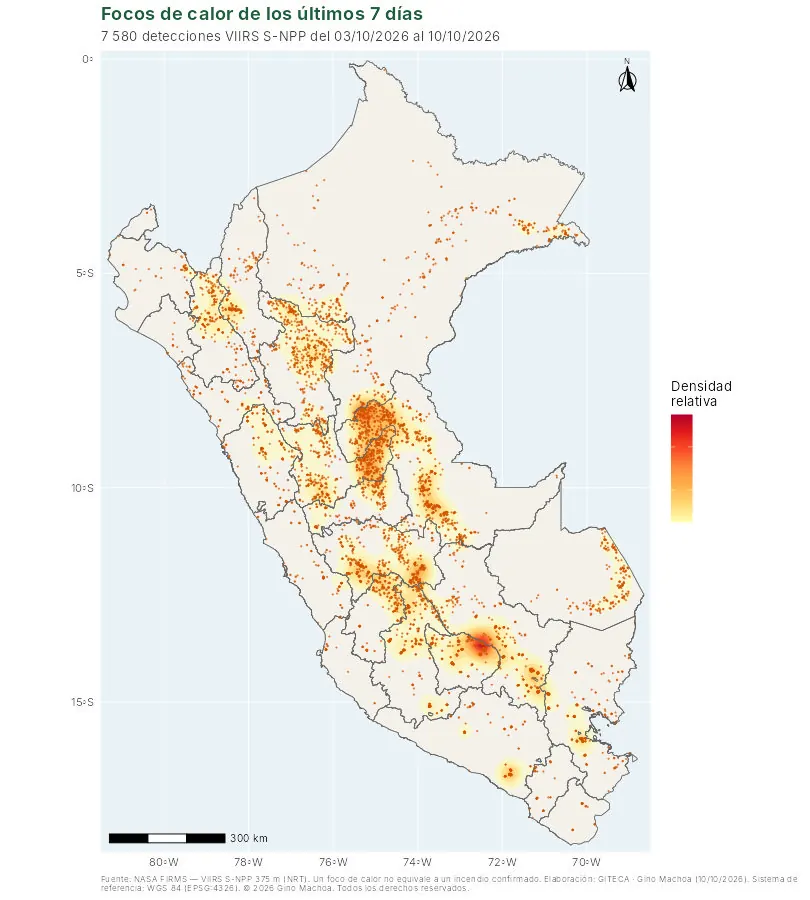 Focos de calor de los últimos 7 días
7 580 detecciones VIIRS S-NPP del 03/10/2026 al 10/10/2026
0°
N
5°S
Densidad
relativa
10°S
15°S
300 km
80°W 78°W 76°W 74°W 72°W 70°W
Fuente: NASA FIRMS — VIIRS S-NPP 375 m (NRT). Un foco de calor no equivale a un incendio confirmado. Elaboración: GITECA · Gino Machoa (10/10/2026). Sistema de
referencia: WGS 84 (EPSG:4326). © 2026 Gino Machoa. Todos los derechos reservados.